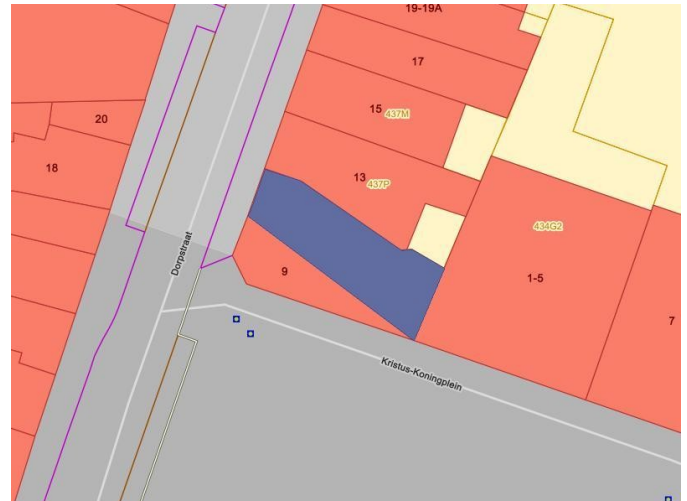 19-19A
17
20
15 437M
18
13
437P
434G2
Dorpstraat
9
1-5
7
Kristus-Koningplein